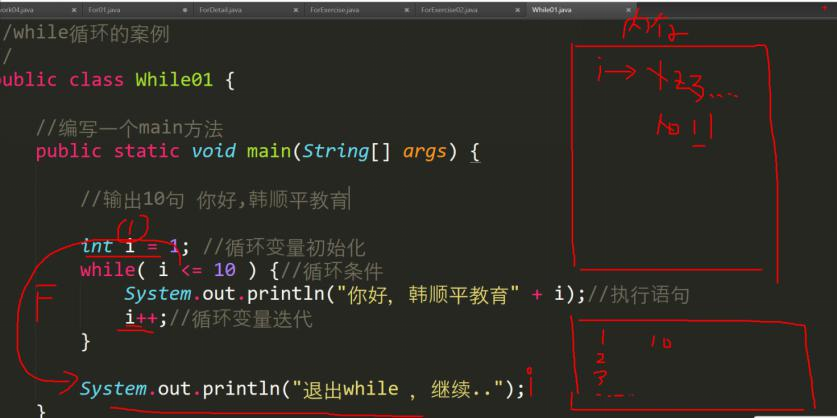 work04.java For01.java ForDetail.java ForExercise.java ForExercise02.java While01.java
/while循环的案例
/
public class While01 {
//编写一个main方法
public static void main(String[] args) {
//输出10句 你好,韩顺平教育
int i = 1; //循环变量初始化
while( i <= 10 ) {//循环条件
System.out.println("你好, 韩顺平教育" + i);//执行语句
i++;//循环变量迭代
}
System.out.println("退出while , 继续..");
}
(1)
F
内存
i→ 1 2 3 ....
10 11
1 10
2
3
.....